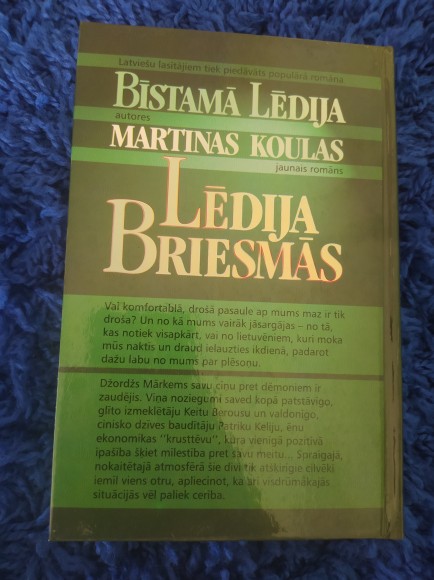 Latviešu lasītājiem tiek piedāvāts populārā romāna
BĪSTAMĀ LĒDIJA
autores
MARTINAS KOULAS
jaunais romāns
LĒDIJA
BRIESMĀS
Vai komfortablā, drošā pasaule ap mums maz ir tik
droša? Un no kā mums vairāk jāsargājas – no tā,
kas notiek visapkārt, vai no lietuvēniem, kuri moka
mūs naktīs un draud ielauzties ikdienā, padarot
dažu labu no mums par plēsoņu.
Džordžs Mārkems savu cīņu pret dēmoniem ir
zaudējis. Viņa noziegumi saved kopā patstāvīgo,
glīto izmeklētāju Keitu Berousu un valdonīgo,
cinisko dzīves baudītāju Patriku Keliju, ēnu
ekonomikas "krusttēvu", kura vienīgā pozitīvā
īpašība šķiet mīlestība pret savu meitu... Spraigajā,
nokaitētajā atmosfērā šie divi tik atšķirīgie cilvēki
iemīl viens otru, apliecinot, ka arī visdrūmākajās
situācijās vēl paliek cerība.